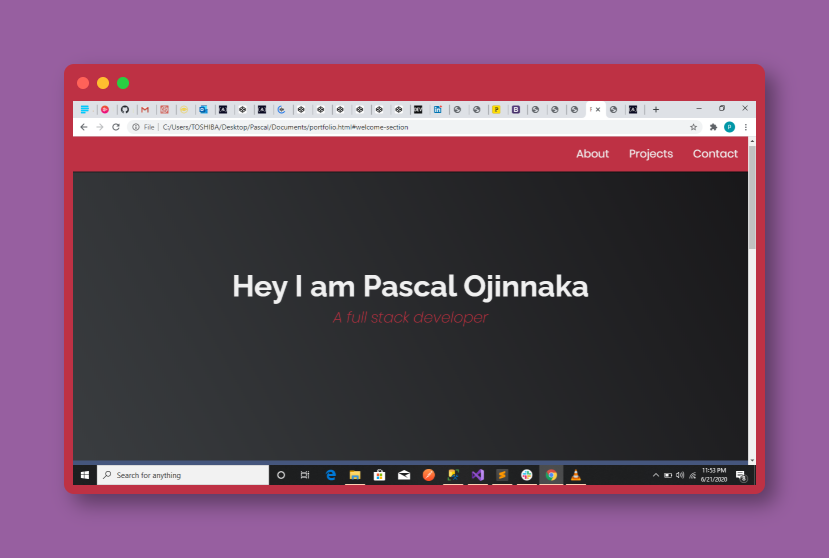 File | C:/Users/TOSHIBA/Desktop/Pascal/Documents/portfolio.html#welcome-section
About Projects Contact
Hey I am Pascal Ojinnaka
A full stack developer
Search for anything
11:53 PM
6/21/2020